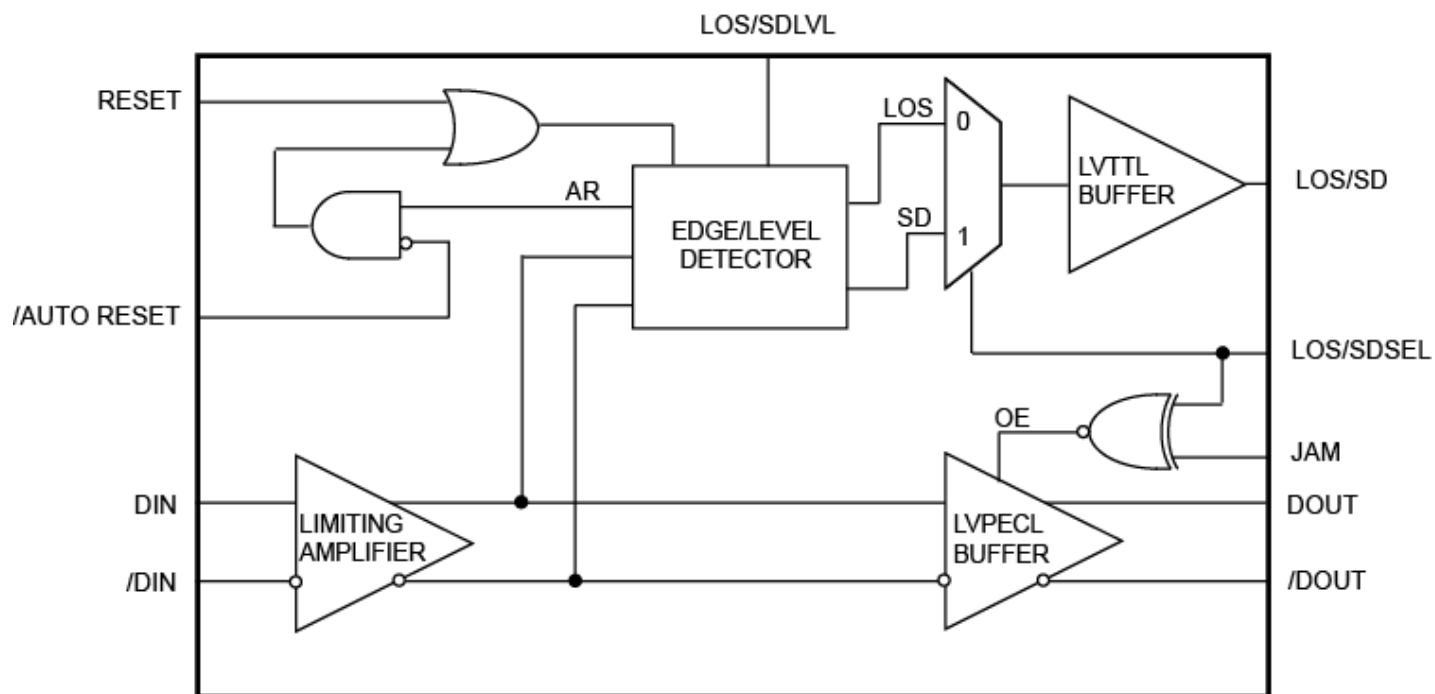 LOS/SDLVL
RESET
LOS
0
LVTTL
BUFFER
LOS/SD
AR
EDGE/LEVEL
DETECTOR
SD
1
/AUTO RESET
LOS/SDSEL
OE
JAM
DIN
LIMITING
AMPLIFIER
/DIN
LVPECL
BUFFER
DOUT
/DOUT